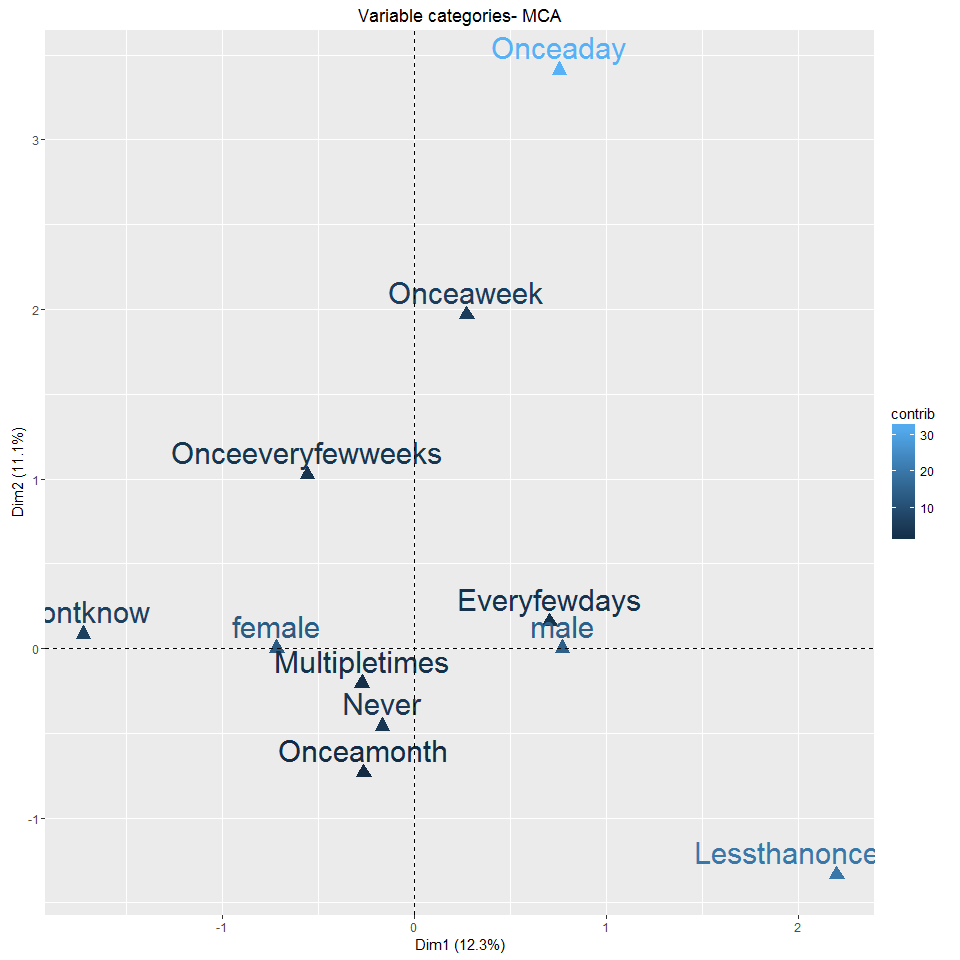 Variable categories- MCA
Onceaday
3
Onceaweek
2
contrib
30
20
10
Onceeveryfewweeks
1
Dim2 (11.1%)
ontknow
female
Everyfewdays
male
0
Multipletimes
Never
Onceamonth
-1
Lessthanonce
-1
0
1
2
Dim1 (12.3%)